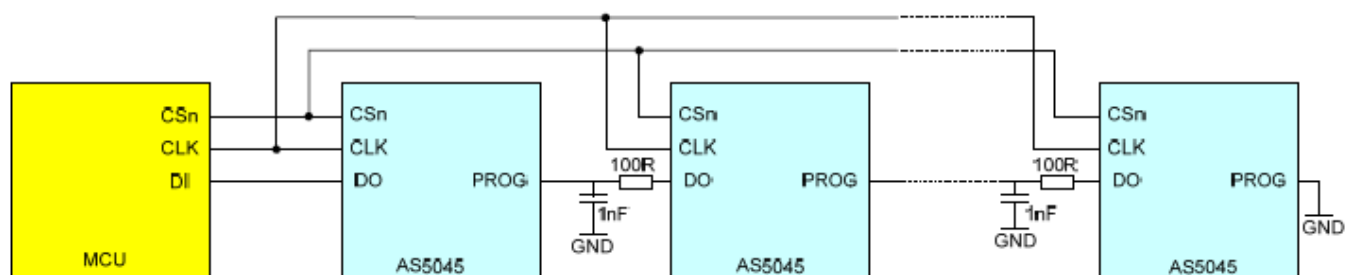 CSn CSn CSn CSn
CLK CLK CLK CLK
100R 100R
DI DO PROG DO PROG DO PROG
1nF 1nF
GND GND GND
MCU AS5045 AS5045 AS5045